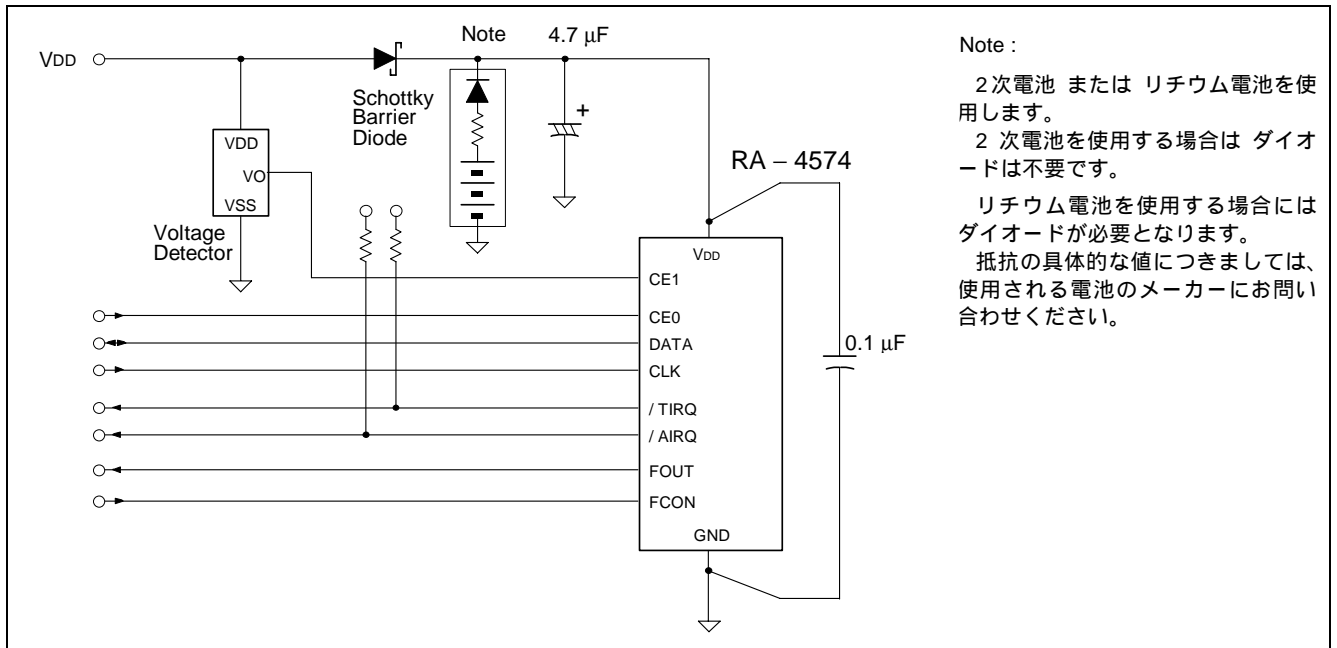 Note
4.7 µF
VDD
Schottky
Barrier
Diode
+
VDD
VO
VSS
Voltage
Detector
RA – 4574
VDD
CE1
CE0
DATA
CLK
/ TIRQ
/ AIRQ
FOUT
FCON
GND
0.1 µF
Note :
2次電池 または リチウム電池を使
用します。
2 次電池を使用する場合は ダイオ
ードは不要です。
リチウム電池を使用する場合には
ダイオードが必要となります。
抵抗の具体的な値につきましては、
使用される電池のメーカーにお問い
合わせください。